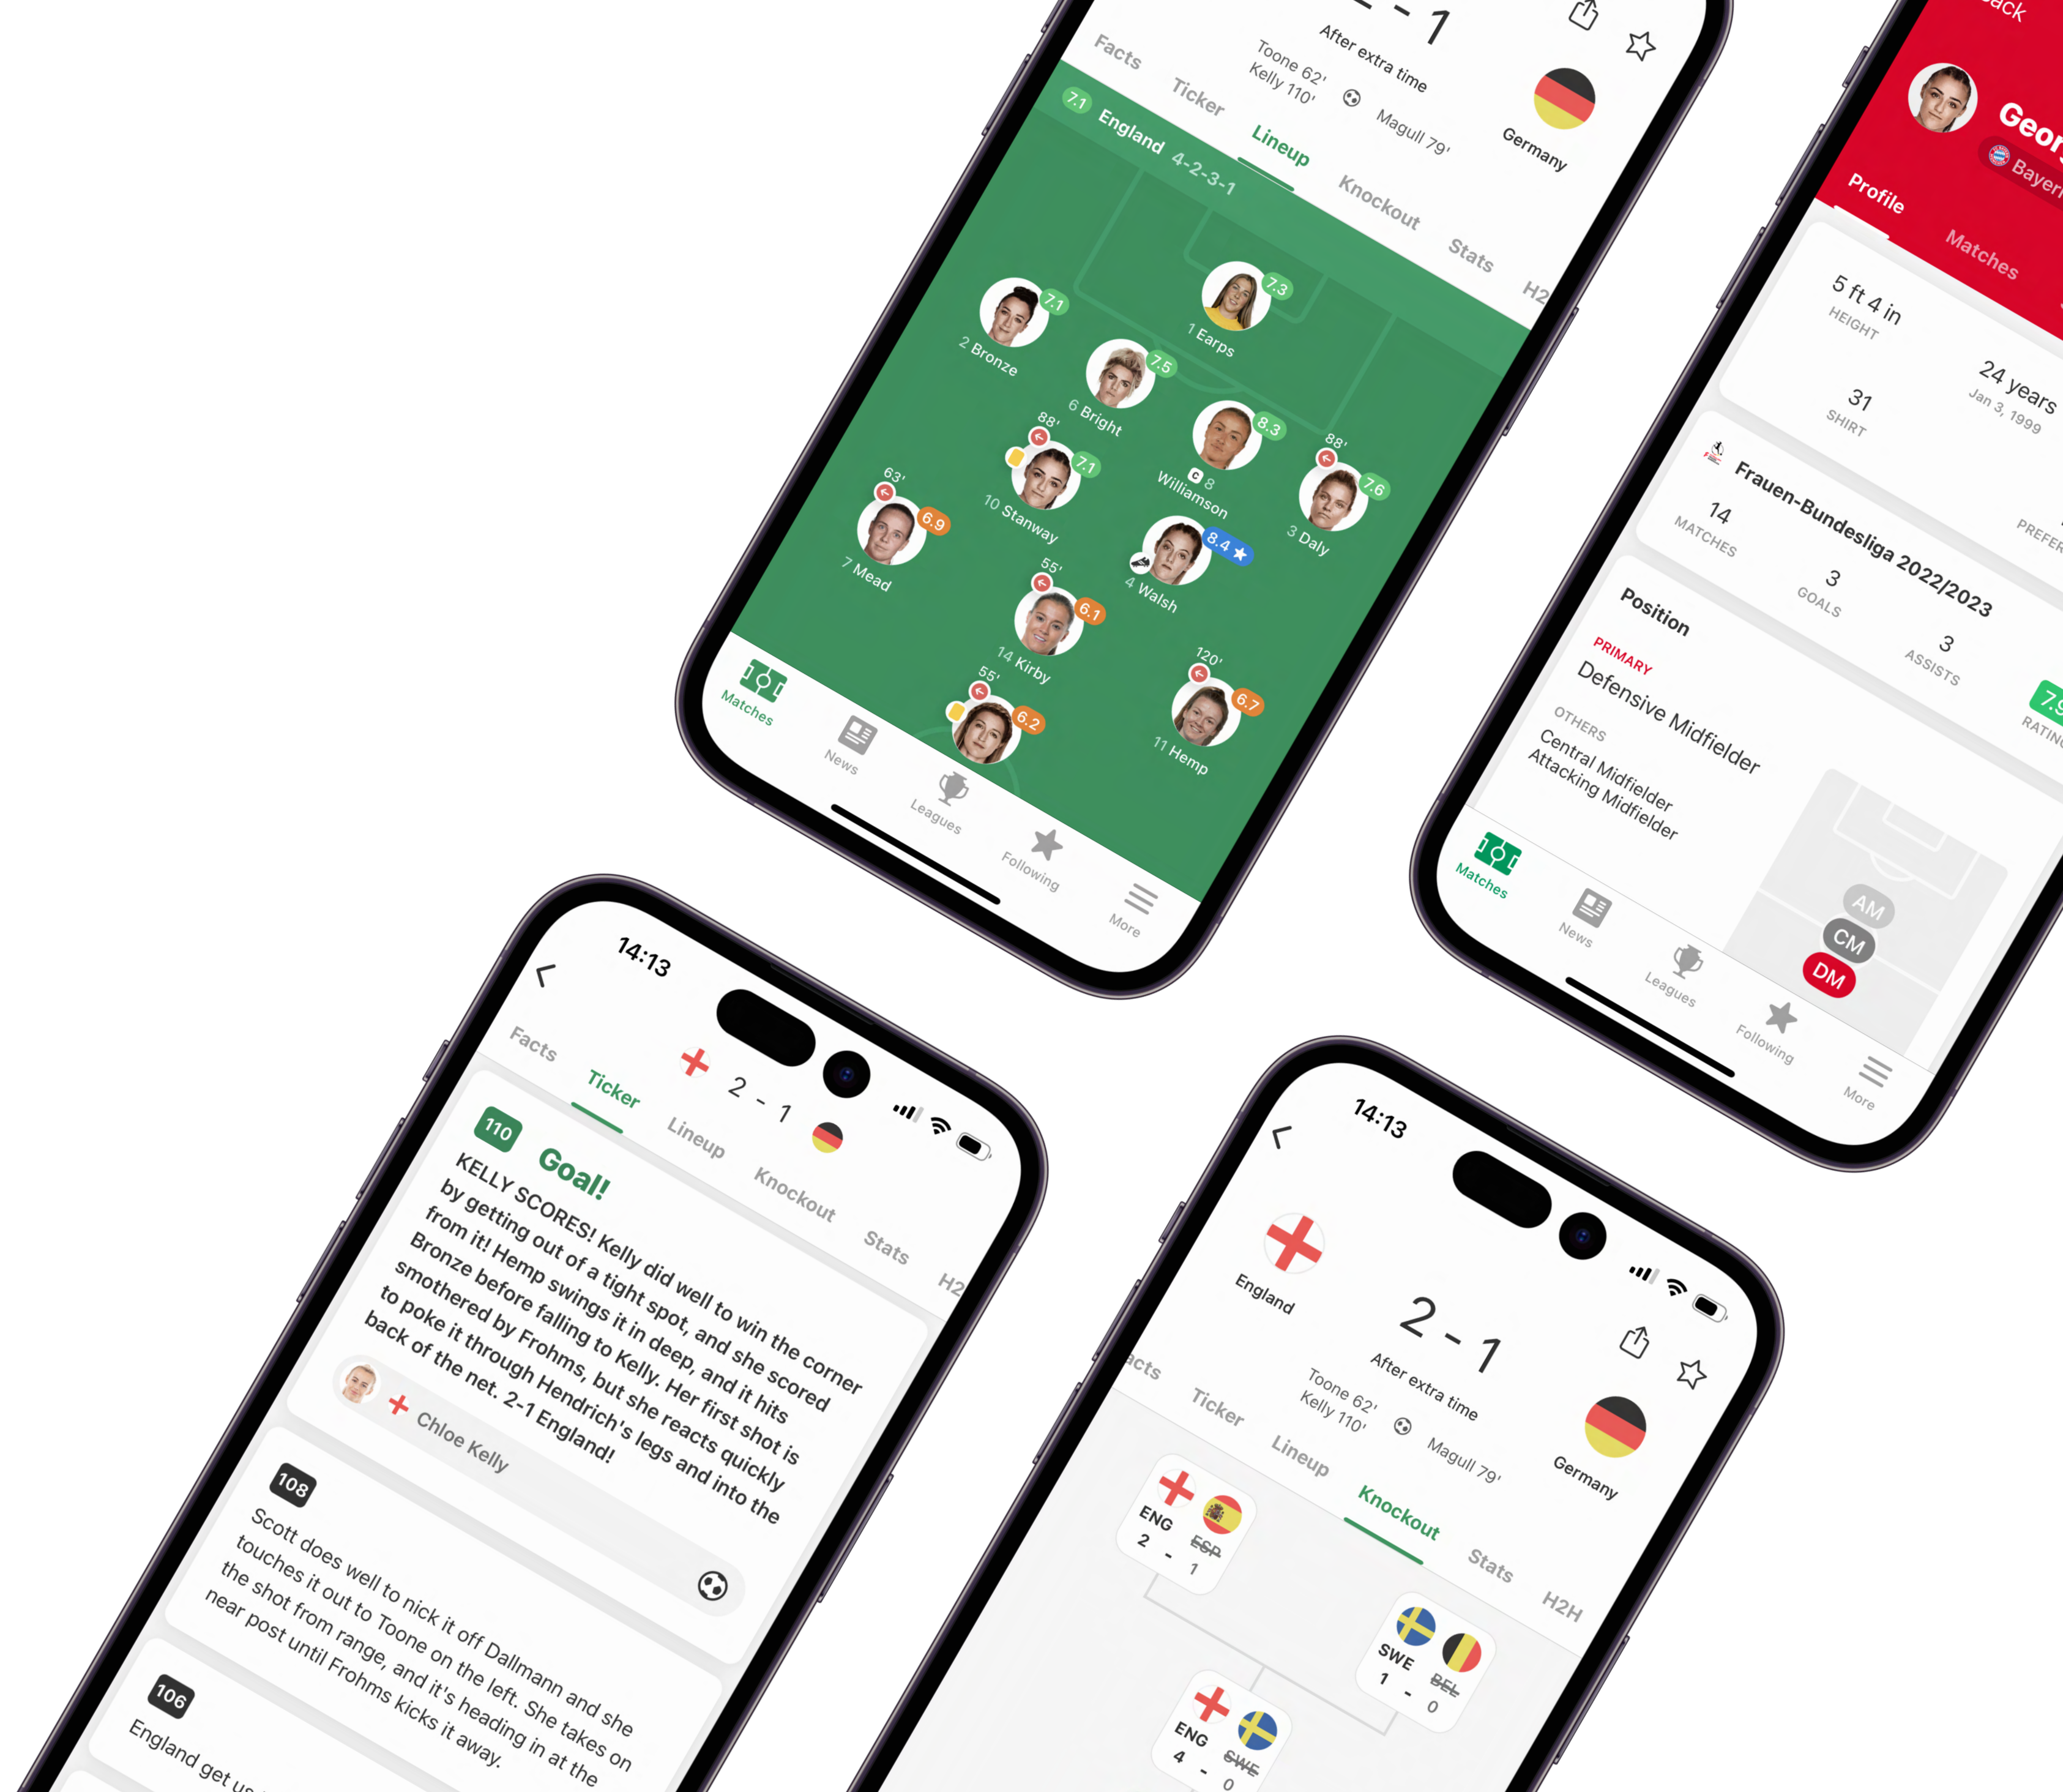 2 - 1
After extra time
Toone 62'
Kelly 110'
Magull 79'
Germany
Facts
Ticker
Lineup
Knockout
Stats
7.1 England 4-2-3-1
7.3
1 Earps
7.1
2 Bronze
7.5
6 Bright
8.3
C 8
Williamson
88'
7.6
3 Daly
88'
7.1
10 Stanway
8.4
4 Walsh
63'
6.9
7 Mead
55'
6.1
14 Kirby
120'
6.7
11 Hemp
55'
6.2
Matches
News
Leagues
Following
More
Profile
Matches
5 ft 4 in
HEIGHT
24 years
Jan 3, 1999
31
SHIRT
Frauen-Bundesliga 2022/2023
14
MATCHES
3
GOALS
3
ASSISTS
Position
PRIMARY
Defensive Midfielder
OTHERS
Central Midfielder
Attacking Midfielder
AM
CM
DM
Matches
News
Leagues
Following
More
14:13
2 - 1
Facts
Ticker
Lineup
Knockout
Stats
110 Goal!
KELLY SCORES! Kelly did well to win the corner
by getting out of a tight spot, and she scored
from it! Hemp swings it in deep, and it hits
Bronze before falling to Kelly. Her first shot is
smothered by Frohms, but she reacts quickly
to poke it through Hendrich's legs and into the
back of the net. 2-1 England!
Chloe Kelly
108
Scott does well to nick it off Dallmann and she
touches it out to Toone on the left. She takes on
the shot from range, and it's heading in at the
near post until Frohms kicks it away.
106
England get us
14:13
England
2 - 1
After extra time
Toone 62'
Kelly 110'
Magull 79'
Germany
Ticker
Lineup
Knockout
Stats
H2H
ENG ESP
2 - 1
SWE BEL
1 - 0
ENG SWE
4 - 0